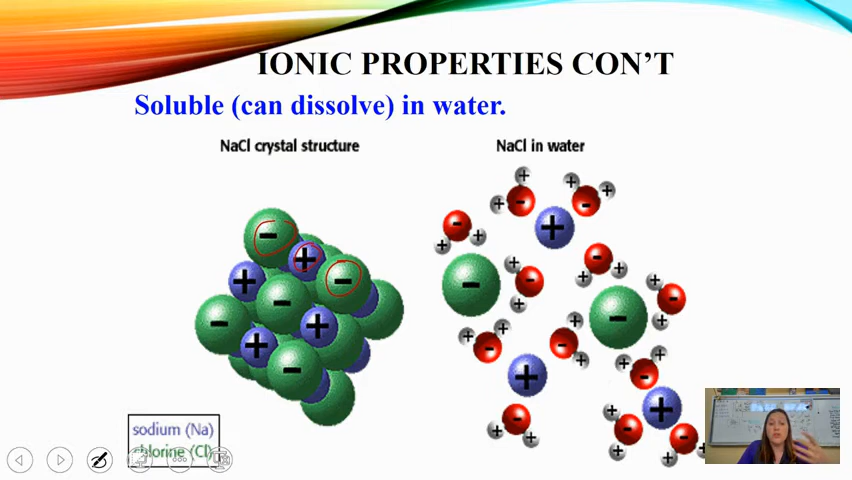 IONIC PROPERTIES CON'T
Soluble (can dissolve) in water.
NaCl crystal structure
NaCl in water
sodium (Na)
chlorine (Cl)